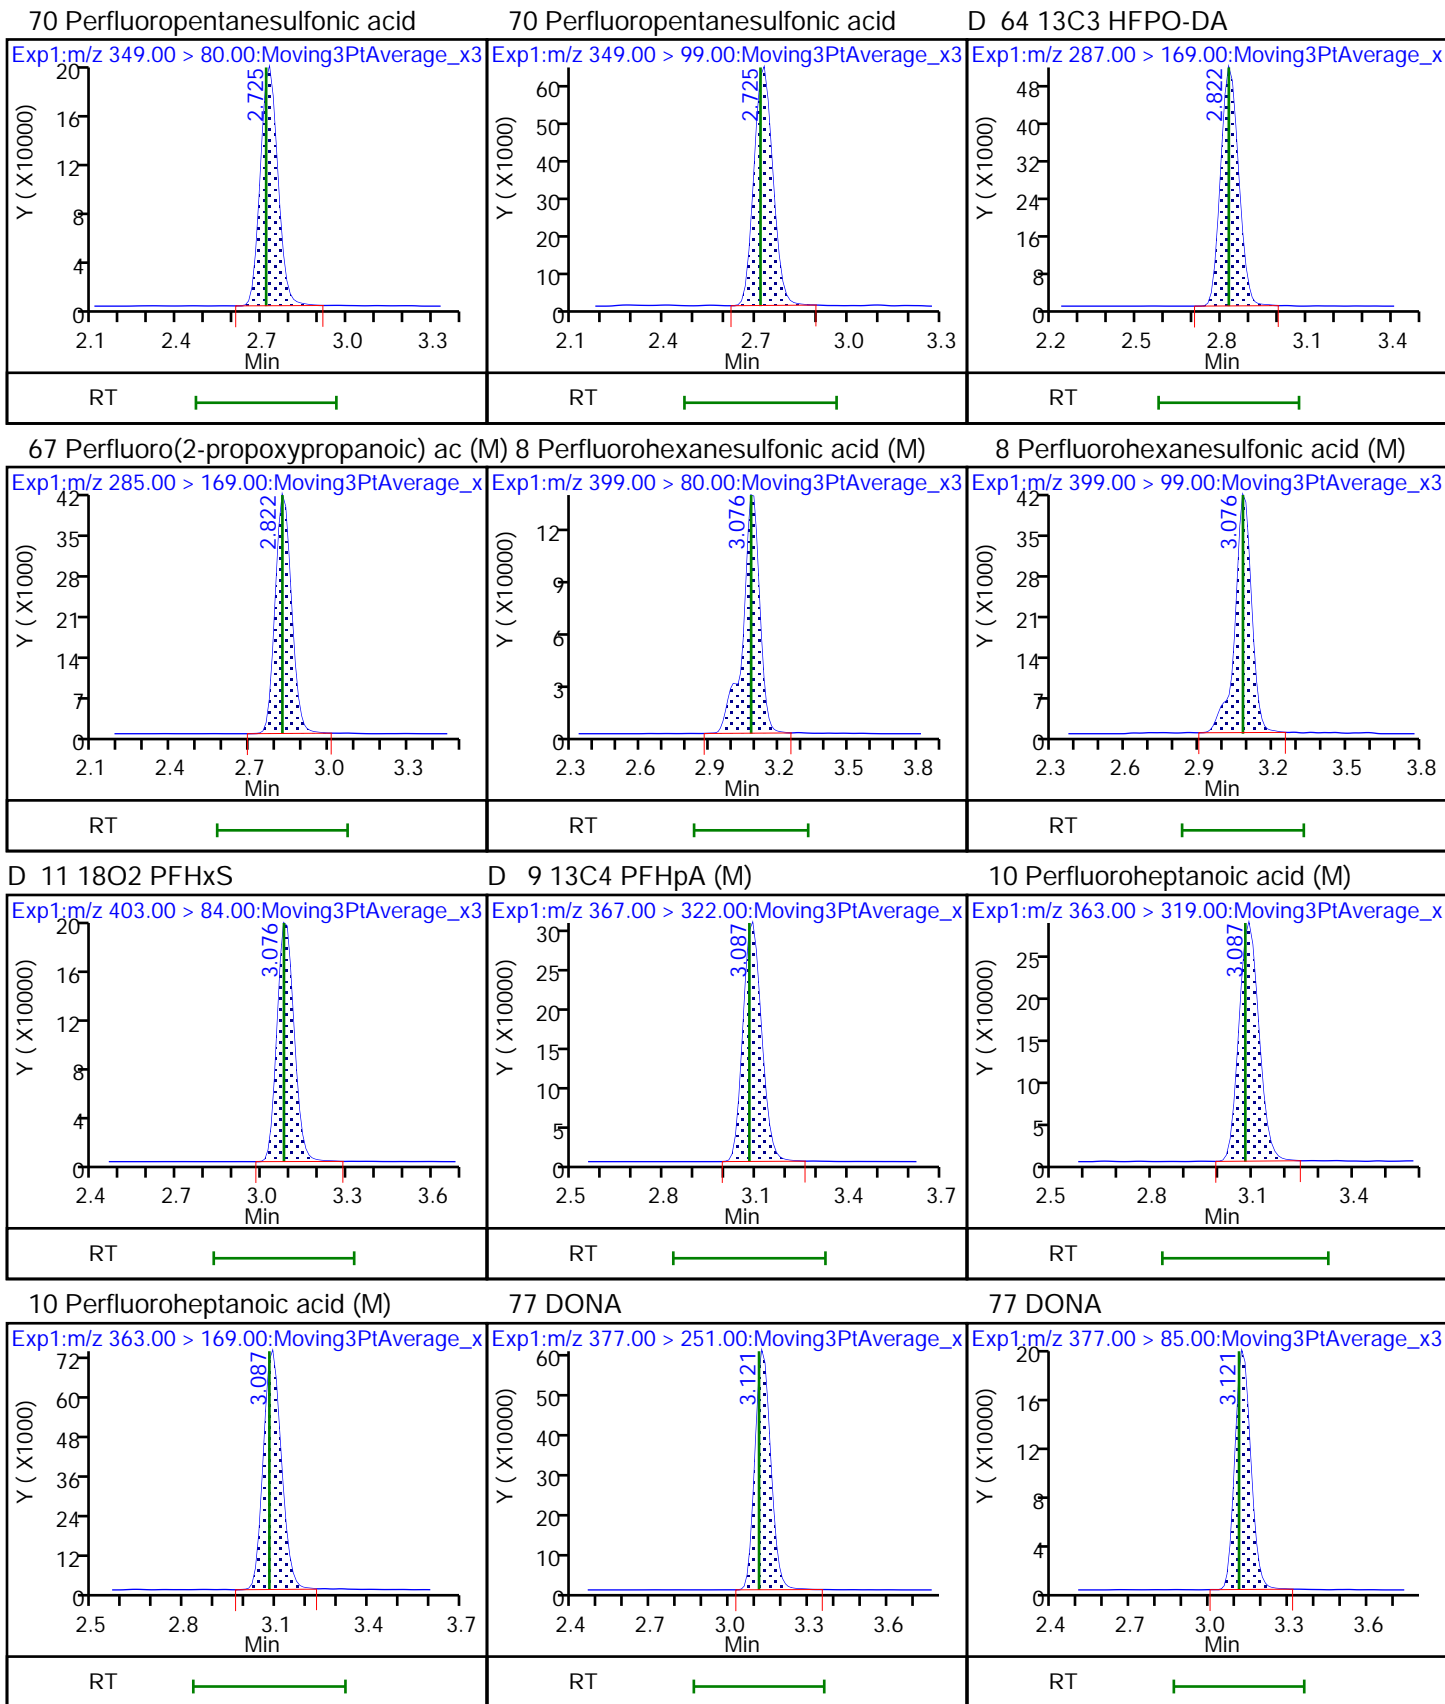 70 Perfluoropentanesulfonic acid
Exp1:m/z 349.00 > 80.00:Moving3PtAverage_x3
Y ( X10000)
20
16
12
8
4
0
2.725
2.1 2.4 2.7 3.0 3.3
Min
RT
70 Perfluoropentanesulfonic acid
Exp1:m/z 349.00 > 99.00:Moving3PtAverage_x3
Y ( X1000)
60
50
40
30
20
10
0
2.725
2.1 2.4 2.7 3.0 3.3
Min
RT
D 64 13C3 HFPO-DA
Exp1:m/z 287.00 > 169.00:Moving3PtAverage_x
Y ( X1000)
48
40
32
24
16
8
0
2.822
2.2 2.5 2.8 3.1 3.4
Min
RT
67 Perfluoro(2-propoxypropanoic) ac (M)
Exp1:m/z 285.00 > 169.00:Moving3PtAverage_x
Y ( X1000)
42
35
28
21
14
7
0
2.822
2.1 2.4 2.7 3.0 3.3
Min
RT
8 Perfluorohexanesulfonic acid (M)
Exp1:m/z 399.00 > 80.00:Moving3PtAverage_x3
Y ( X10000)
12
9
6
3
0
3.076
2.3 2.6 2.9 3.2 3.5 3.8
Min
RT
8 Perfluorohexanesulfonic acid (M)
Exp1:m/z 399.00 > 99.00:Moving3PtAverage_x3
Y ( X1000)
42
35
28
21
14
7
0
3.076
2.3 2.6 2.9 3.2 3.5 3.8
Min
RT
D 11 18O2 PFHxS
Exp1:m/z 403.00 > 84.00:Moving3PtAverage_x3
Y ( X10000)
20
16
12
8
4
0
3.076
2.4 2.7 3.0 3.3 3.6
Min
RT
D 9 13C4 PFHpA (M)
Exp1:m/z 367.00 > 322.00:Moving3PtAverage_x
Y ( X10000)
30
25
20
15
10
5
0
3.087
2.5 2.8 3.1 3.4 3.7
Min
RT
10 Perfluoroheptanoic acid (M)
Exp1:m/z 363.00 > 319.00:Moving3PtAverage_x
Y ( X10000)
25
20
15
10
5
0
3.087
2.5 2.8 3.1 3.4
Min
RT
10 Perfluoroheptanoic acid (M)
Exp1:m/z 363.00 > 169.00:Moving3PtAverage_x
Y ( X1000)
72
60
48
36
24
12
0
3.087
2.5 2.8 3.1 3.4 3.7
Min
RT
77 DONA
Exp1:m/z 377.00 > 251.00:Moving3PtAverage_x
Y ( X10000)
60
50
40
30
20
10
0
3.121
2.4 2.7 3.0 3.3 3.6
Min
RT
77 DONA
Exp1:m/z 377.00 > 85.00:Moving3PtAverage_x3
Y ( X10000)
20
16
12
8
4
0
3.121
2.4 2.7 3.0 3.3 3.6
Min
RT